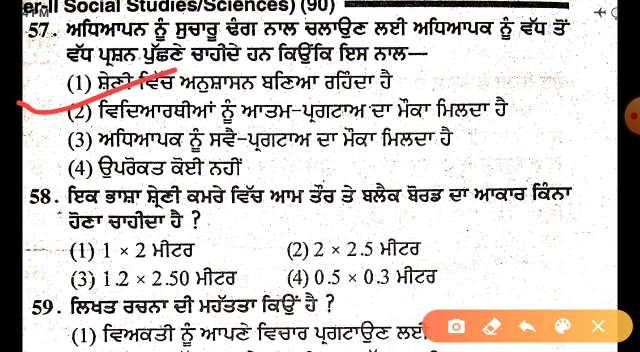 er-II Social Studies/Sciences) (90)
57. ਅਧਿਆਪਨ ਨੂੰ ਸੁਚਾਰੂ ਢੰਗ ਨਾਲ ਚਲਾਉਣ ਲਈ ਅਧਿਆਪਕ ਨੂੰ ਵੱਧ ਤੋਂ
ਵੱਧ ਪ੍ਰਸ਼ਨ ਪੁੱਛਣੇ ਚਾਹੀਦੇ ਹਨ ਕਿਉਂਕਿ ਇਸ ਨਾਲ—
(1) ਸ਼੍ਰੇਣੀ ਵਿੱਚ ਅਨੁਸ਼ਾਸਨ ਬਣਿਆ ਰਹਿੰਦਾ ਹੈ
(2) ਵਿਦਿਆਰਥੀਆਂ ਨੂੰ ਆਤਮ-ਪ੍ਰਗਟਾਅ ਦਾ ਮੌਕਾ ਮਿਲਦਾ ਹੈ
(3) ਅਧਿਆਪਕ ਨੂੰ ਸਵੈ-ਪ੍ਰਗਟਾਅ ਦਾ ਮੌਕਾ ਮਿਲਦਾ ਹੈ
(4) ਉਪਰੋਕਤ ਕੋਈ ਨਹੀਂ
58. ਇਕ ਭਾਸ਼ਾ ਸ਼੍ਰੇਣੀ ਕਮਰੇ ਵਿੱਚ ਆਮ ਤੌਰ ਤੇ ਬਲੈਕ ਬੋਰਡ ਦਾ ਆਕਾਰ ਕਿੰਨਾ
ਹੋਣਾ ਚਾਹੀਦਾ ਹੈ ?
(1) 1 × 2 ਮੀਟਰ (2) 2 × 2.5 ਮੀਟਰ
(3) 1.2 × 2.50 ਮੀਟਰ (4) 0.5 × 0.3 ਮੀਟਰ
59. ਲਿਖਤ ਰਚਨਾ ਦੀ ਮਹੱਤਤਾ ਕਿਉਂ ਹੈ ?
(1) ਵਿਅਕਤੀ ਨੂੰ ਆਪਣੇ ਵਿਚਾਰ ਪ੍ਰਗਟਾਉਣ ਲਈ